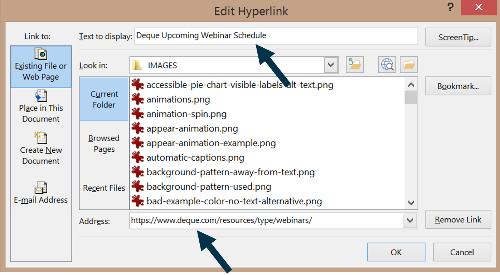 Edit Hyperlink
?
Link to:
Text to display:
Deque Upcoming Webinar Schedule
ScreenTip...
Existing File or
Web Page
Look in:
IMAGES
Bookmark...
Place in This
Document
Create New
Document
E-mail Address
Current
Folder
Browsed
Pages
Recent Files
accessible-pie-chart-visible-labels-alt-text.png
animations.png
animation-spin.png
appear-animation.png
appear-animation-example.png
automatic-captions.png
background-pattern-away-from-text.png
background-pattern-used.png
bad-example-color-no-text-alternative.png
Address:
https://www.deque.com/resources/type/webinars/
Remove Link
OK
Cancel